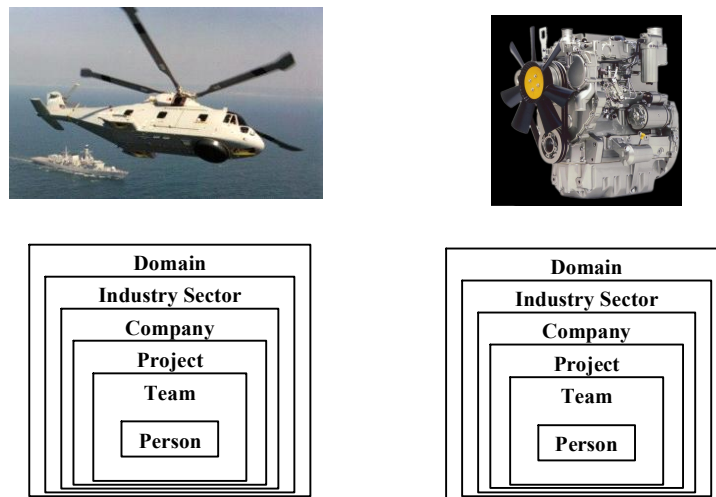 Domain
Industry Sector
Company
Project
Team
Person
Domain
Industry Sector
Company
Project
Team
Person